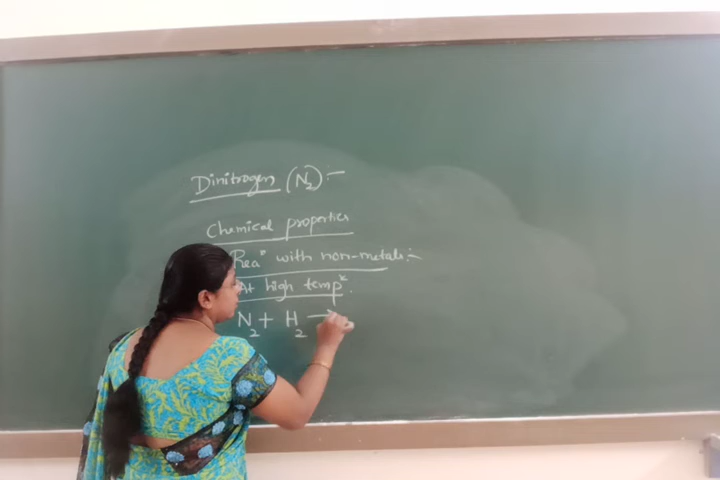 Dinitrogen (N₂):-
Chemical properties
Reaⁿ with non-metals:-
At high tempʳ.
N₂ + H₂ →